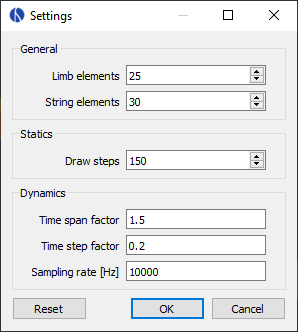 Settings
General
Limb elements 25
String elements 30
Statics
Draw steps 150
Dynamics
Time span factor 1.5
Time step factor 0.2
Sampling rate [Hz] 10000
Reset OK Cancel